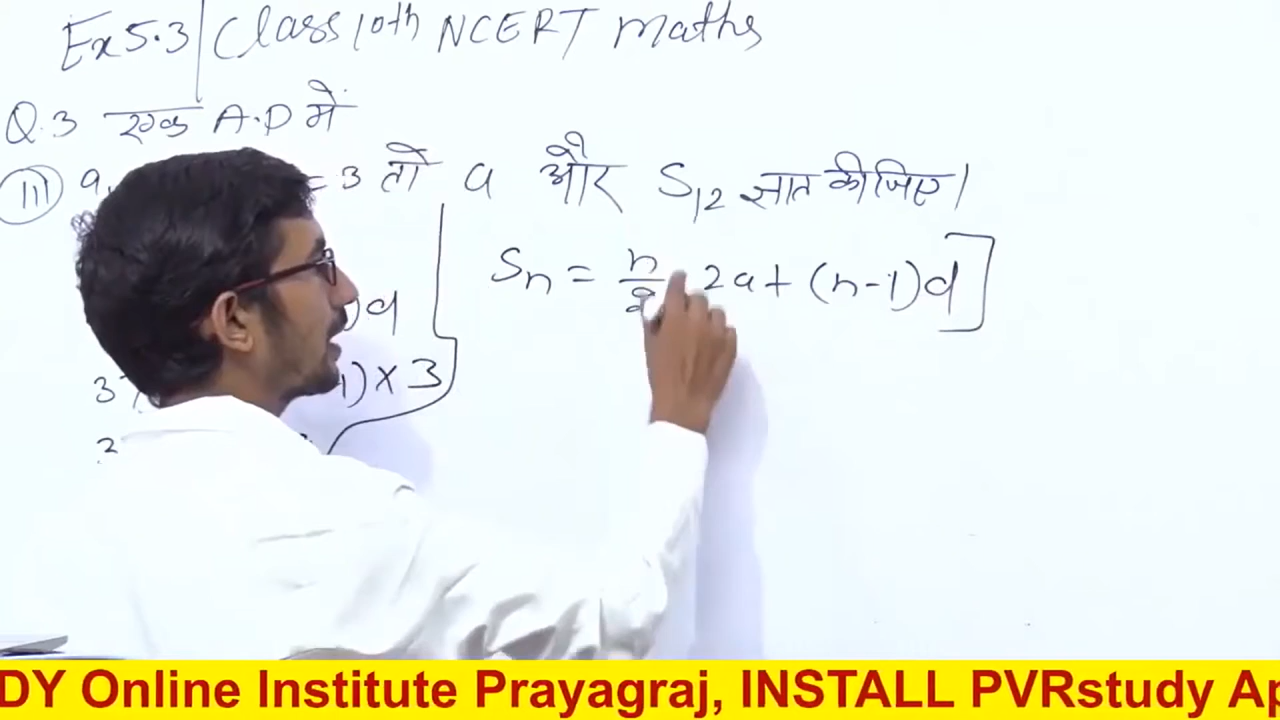 Ex 5.3 | Class 10th NCERT maths
Q.3 एक A.P में
(III) a = 3 तो a और S12 ज्ञात कीजिए।
Sn = n/2 2a + (n-1)d]
)d
3 1) × 3
DY Online Institute Prayagraj, INSTALL PVRstudy Ap